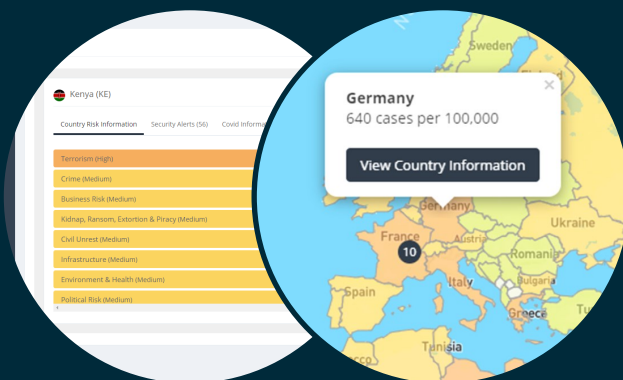 Kenya (KE)
Country Risk Information Security Alerts (56) Covid Informa
Terrorism (High)
Crime (Medium)
Business Risk (Medium)
Kidnap, Ransom, Extortion & Piracy (Medium)
Civil Unrest (Medium)
Infrastructure (Medium)
Environment & Health (Medium)
Political Risk (Medium)
Sweden
Germany
640 cases per 100,000
View Country Information
Germany
Ukraine
France
Austria
10
Romania
Italy
Bulgaria
Spain
Greece
Tu
Tunisia
occo